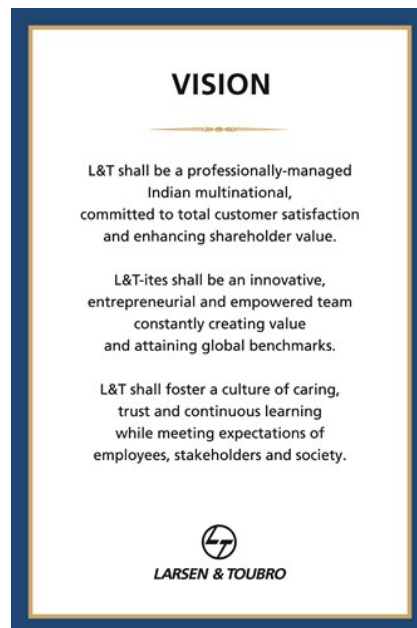 VISION
L&T shall be a professionally-managed
Indian multinational,
committed to total customer satisfaction
and enhancing shareholder value.
L&T-ites shall be an innovative,
entrepreneurial and empowered team
constantly creating value
and attaining global benchmarks.
L&T shall foster a culture of caring,
trust and continuous learning
while meeting expectations of
employees, stakeholders and society.
LT
LARSEN & TOUBRO